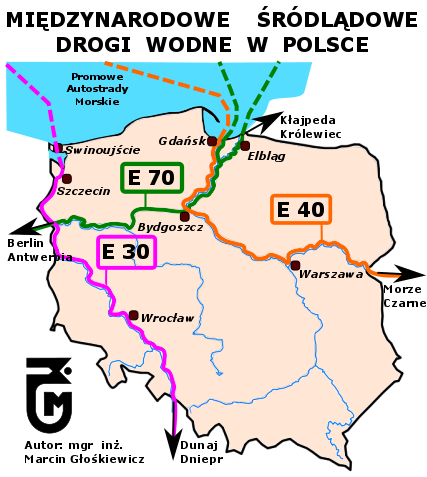 MIĘDZYNARODOWE ŚRÓDLĄDOWE
DROGI WODNE W POLSCE
Promowe
Autostrady
Morskie
Kłajpeda
Królewiec
Gdańsk
Swinoujście
Elbląg
E 70
Szczecin
E 40
Bydgoszcz
Berlin
Antwerpia
E 30
Warszawa
Morze
Czarne
Wrocław
M
Autor: mgr inż.
Marcin Głośkiewicz
Dunaj
Dniepr